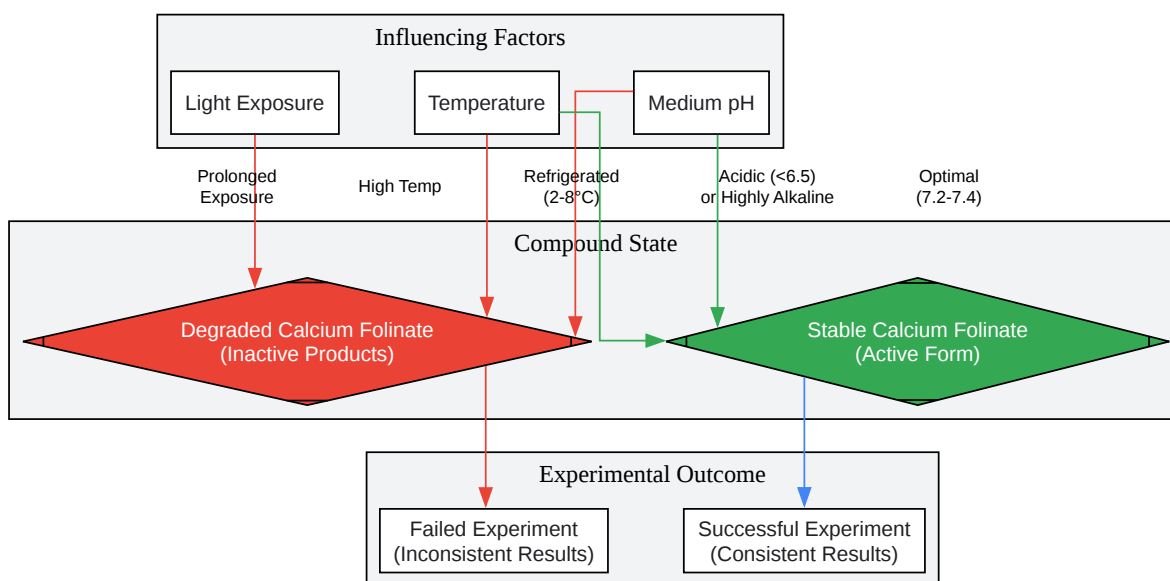 Influencing Factors
Light Exposure
Temperature
Medium pH
Prolonged
Exposure
High Temp
Refrigerated
(2-8°C)
Acidic (<6.5)
or Highly Alkaline
Optimal
(7.2-7.4)
Compound State
Degraded Calcium Folinate
(Inactive Products)
Stable Calcium Folinate
(Active Form)
Experimental Outcome
Failed Experiment
(Inconsistent Results)
Successful Experiment
(Consistent Results)